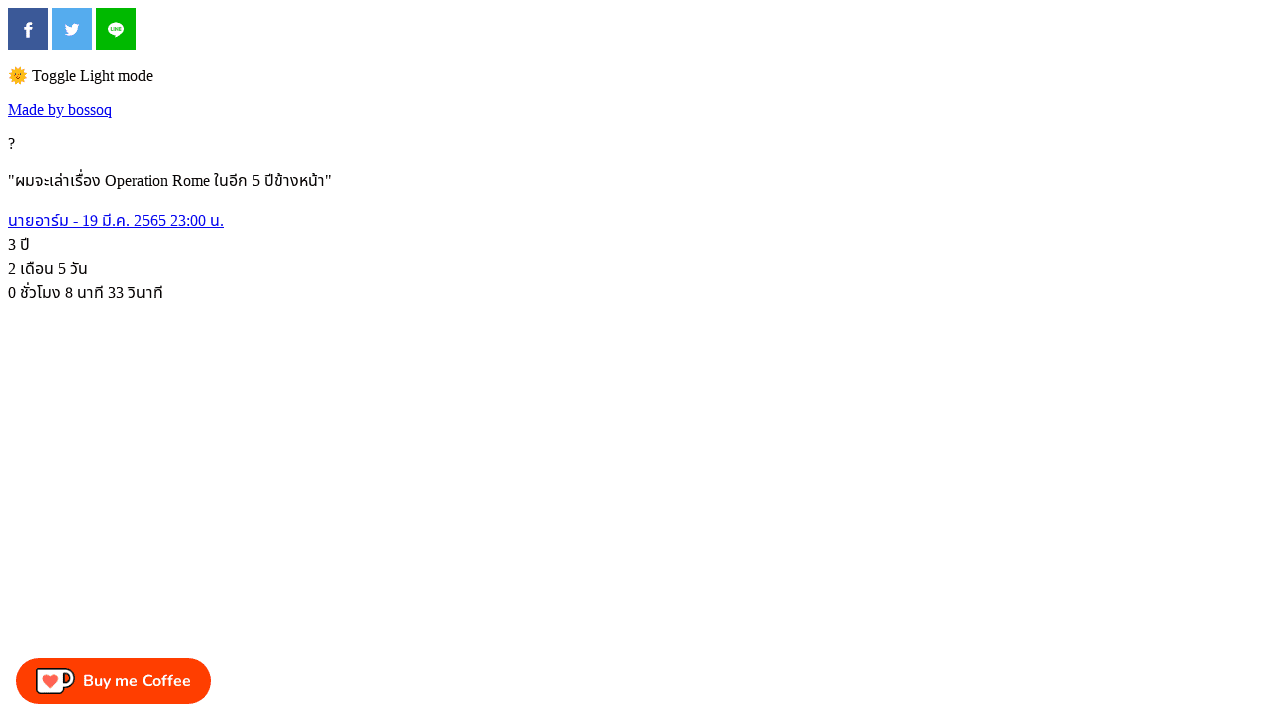 LINE
🌞 Toggle Light mode
Made by bossoq
?
"ผมจะเล่าเรื่อง Operation Rome ในอีก 5 ปีข้างหน้า"
นายอาร์ม - 19 มี.ค. 2565 23:00 น.
3 ปี
2 เดือน 5 วัน
0 ชั่วโมง 8 นาที 33 วินาที
Buy me Coffee